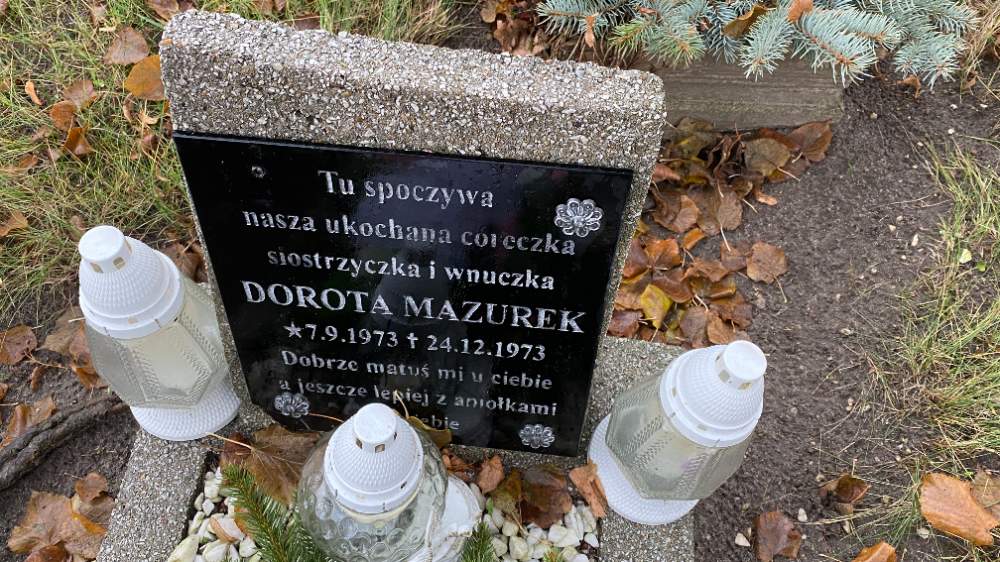 Tu spoczywa
nasza ukochana córeczka
siostrzyczka i wnuczka
DOROTA MAZUREK
★7.9.1973 † 24.12.1973
Dobrze matuś mi u ciebie
a jeszcze lepiej z aniołkami